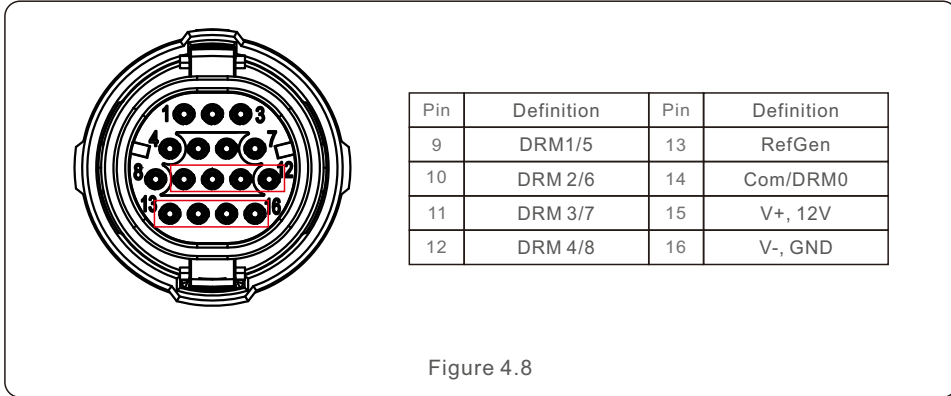 1 3
4 7
8 12
13 16
Pin Definition Pin Definition
9 DRM1/5 13 RefGen
10 DRM 2/6 14 Com/DRM0
11 DRM 3/7 15 V+, 12V
12 DRM 4/8 16 V-, GND
Figure 4.8